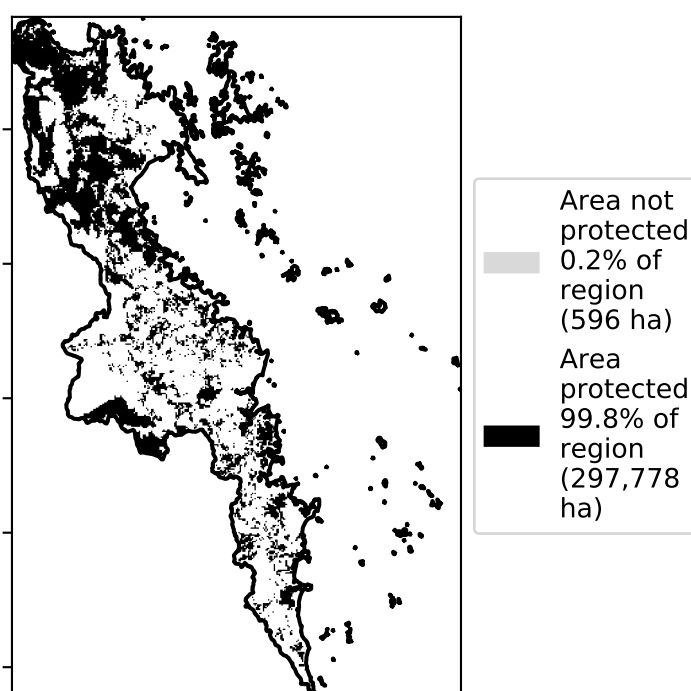 Area not
protected
0.2% of
region
(596 ha)
Area
protected
99.8% of
region
(297,778
ha)